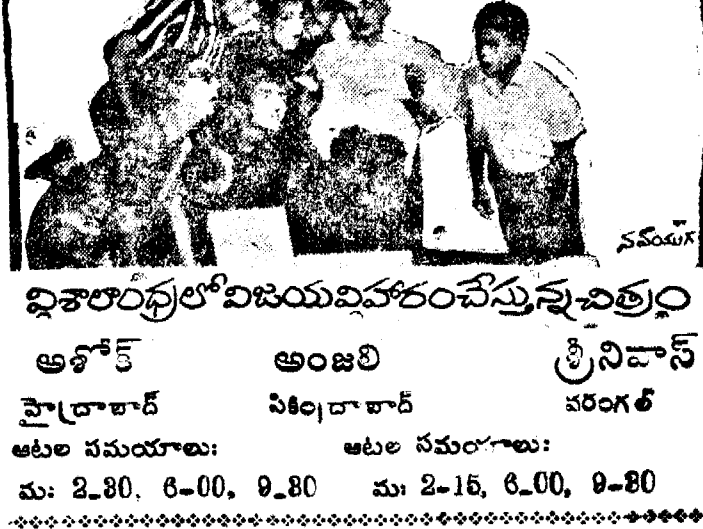 నవయుగ
విశాలాంధ్రలో విజయవిహారంచేస్తున్న చిత్రం
అశోక్ అంజలి శ్రీనివాస్
హైద్రాబాద్ సికింద్రాబాద్ వరంగల్
ఆటల సమయాలు: ఆటల సమయాలు:
మ: 2-30, 6-00, 9-30 మ: 2-15, 6-00, 9-30